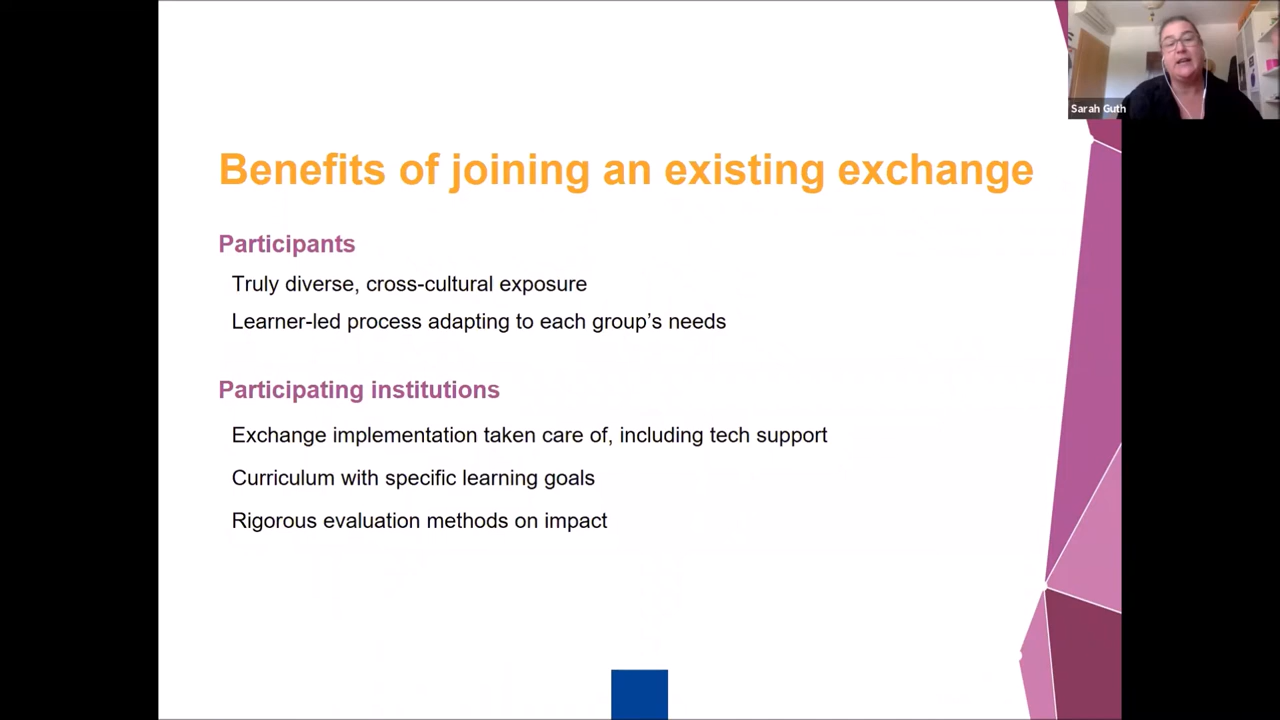 Sarah Guth
Benefits of joining an existing exchange
Participants
Truly diverse, cross-cultural exposure
Learner-led process adapting to each group’s needs
Participating institutions
Exchange implementation taken care of, including tech support
Curriculum with specific learning goals
Rigorous evaluation methods on impact